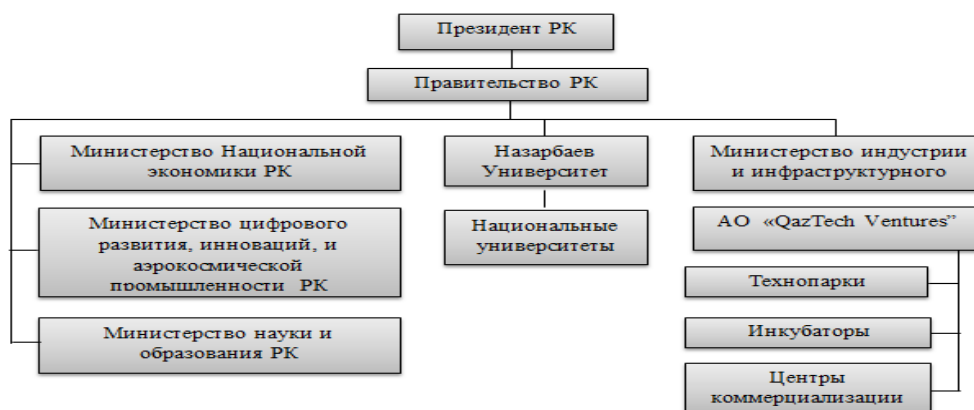 Президент РК
Правительство РК
Министерство Национальной
экономики РК
Министерство цифрового
развития, инноваций, и
аэрокосмической
промышленности РК
Министерство науки и
образования РК
Назарбаев
Университет
Национальные
университеты
Министерство индустрии
и инфраструктурного
АО «QazTech Ventures”
Технопарки
Инкубаторы
Центры
коммерциализации